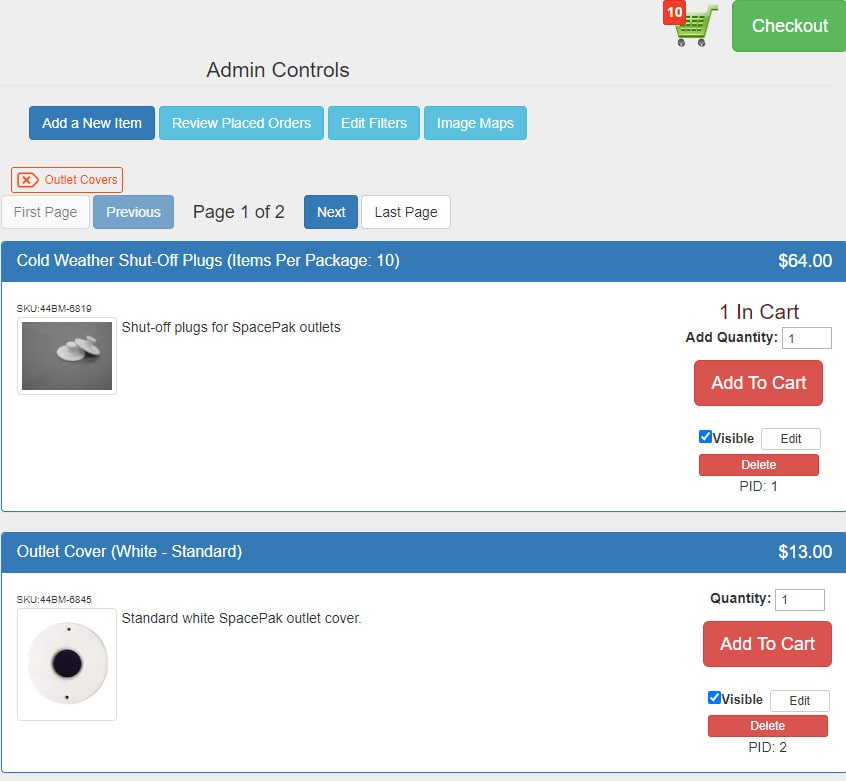 10
Checkout
Admin Controls
Add a New Item Review Placed Orders Edit Filters Image Maps
Outlet Covers
First Page Previous Page 1 of 2 Next Last Page
Cold Weather Shut-Off Plugs (Items Per Package: 10) $64.00
SKU:44BM-6819
Shut-off plugs for SpacePak outlets
1 In Cart
Add Quantity: 1
Add To Cart
Visible Edit
Delete
PID: 1
Outlet Cover (White - Standard) $13.00
SKU:44BM-6845
Standard white SpacePak outlet cover.
Quantity: 1
Add To Cart
Visible Edit
Delete
PID: 2